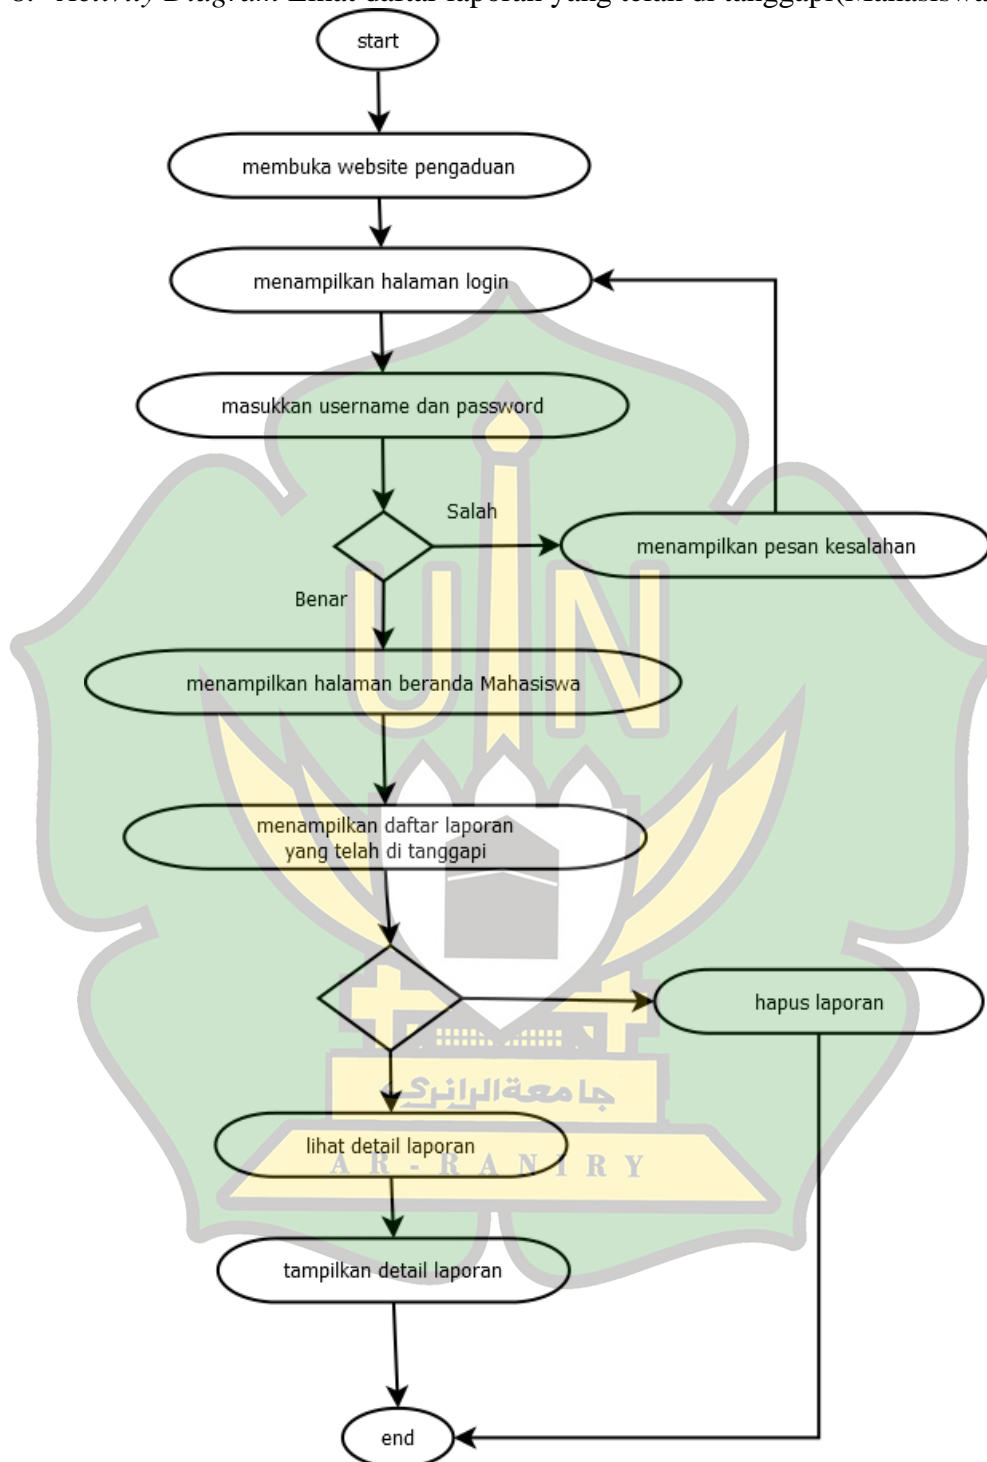 Activity Diagram Lihat daftar laporan yang telah di tanggapi(Mahasiswa
start
membuka website pengaduan
menampilkan halaman login
masukkan username dan password
Salah
menampilkan pesan kesalahan
Benar
UIN
menampilkan halaman beranda Mahasiswa
menampilkan daftar laporan
yang telah di tanggapi
hapus laporan
جامعة الرانري
lihat detail laporan
AR-RANIRY
tampilkan detail laporan
end